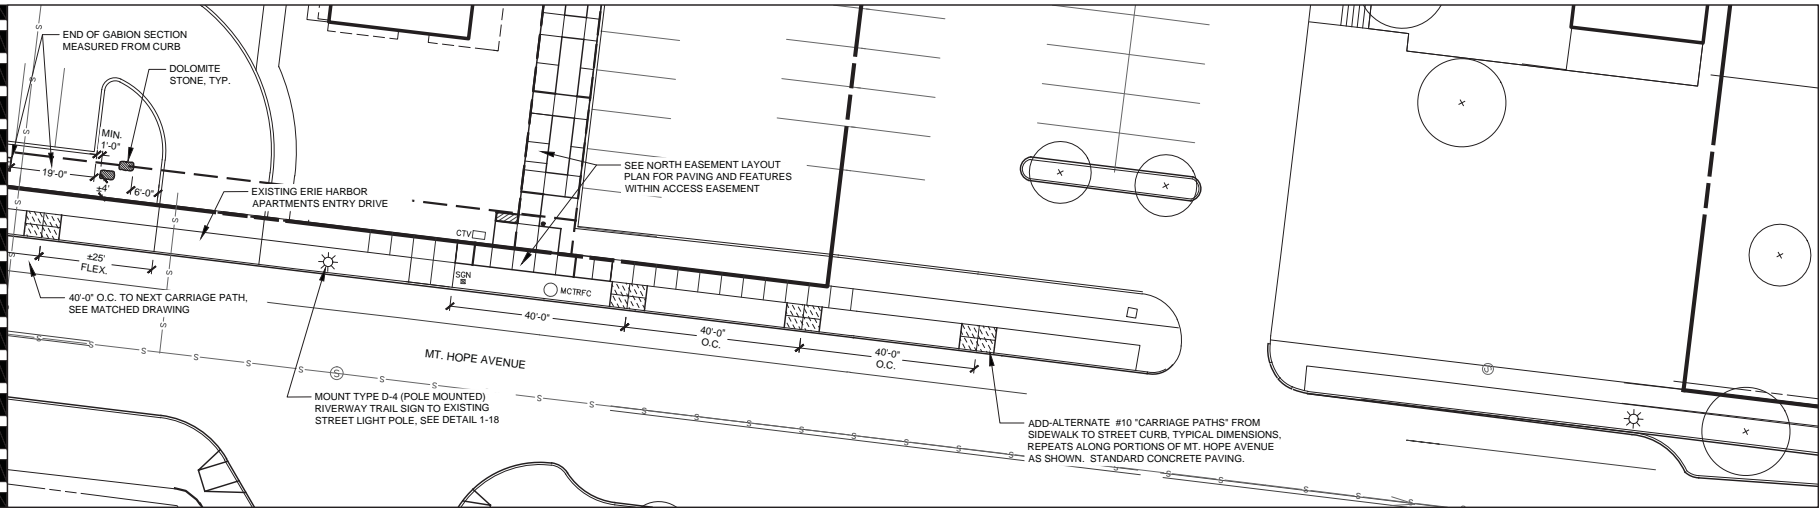 END OF GABION SECTION
MEASURED FROM CURB
DOLOMITE
STONE, TYP.
MIN.
1'-0"
19'-0"
±4'
6'-0"
EXISTING ERIE HARBOR
APARTMENTS ENTRY DRIVE
SEE NORTH EASEMENT LAYOUT
PLAN FOR PAVING AND FEATURES
WITHIN ACCESS EASEMENT
CTV
SGN
MCTRFC
±25'
FLEX.
40'-0" O.C. TO NEXT CARRIAGE PATH,
SEE MATCHED DRAWING
40'-0"
40'-0"
O.C.
40'-0"
O.C.
MT. HOPE AVENUE
MOUNT TYPE D-4 (POLE MOUNTED)
RIVERWAY TRAIL SIGN TO EXISTING
STREET LIGHT POLE, SEE DETAIL 1-18
ADD-ALTERNATE #10 "CARRIAGE PATHS" FROM
SIDEWALK TO STREET CURB, TYPICAL DIMENSIONS,
REPEATS ALONG PORTIONS OF MT. HOPE AVENUE
AS SHOWN. STANDARD CONCRETE PAVING.